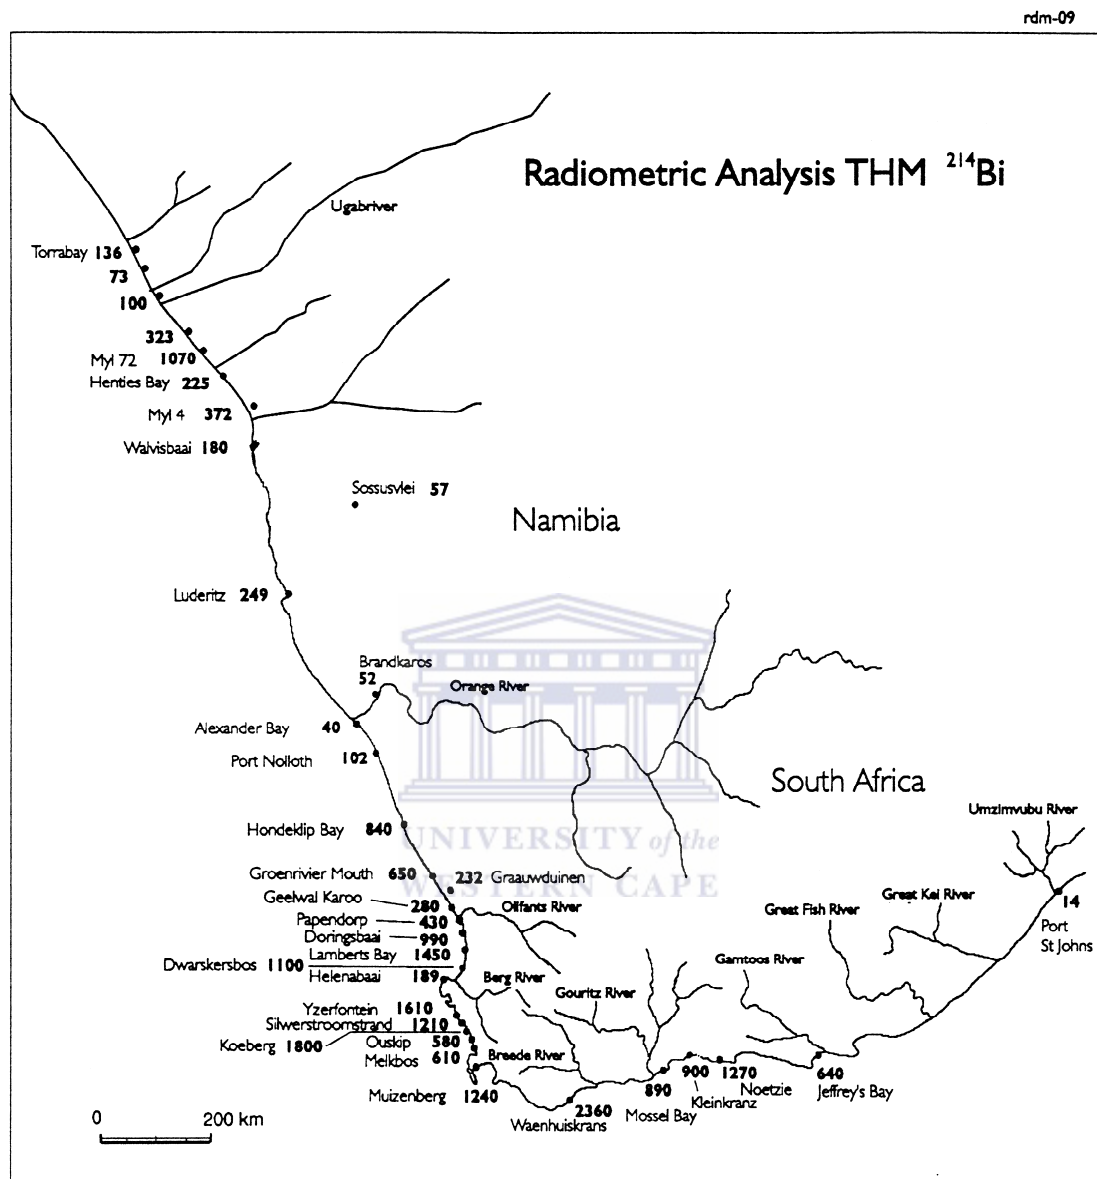 rdm-09
Radiometric Analysis THM ²¹⁴Bi
Ugabriver
Torrabay 136
73
100
323
Myl 72 1070
Henties Bay 225
Myl 4 372
Walvisbaai 180
Sossusvlei 57
Namibia
Luderitz 249
Brandkaros
52
Orange River
Alexander Bay 40
Port Nolloth 102
South Africa
Umzimvubu River
Hondeklip Bay 840
UNIVERSITY of the
WESTERN CAPE
Groenrivier Mouth 650
232 Graauwduinen
Geelwal Karoo 280
Olifants River
Great Fish River
Great Kei River
14
Port
St Johns
Papendorp 430
Doringsbaai 990
Lamberts Bay 1450
Dwarskersbos 1100
Helenabaai 189
Berg River
Gouritz River
Gamtoos River
Yzerfontein 1610
Silwerstroomstrand 1210
Koeberg 1800
Ouskip 580
Melkbos 610
Breede River
Muizenberg 1240
2360
Waenhuiskrans
890
Mossel Bay
900
Kleinkranz
1270
Noetzie
640
Jeffrey's Bay
0 200 km